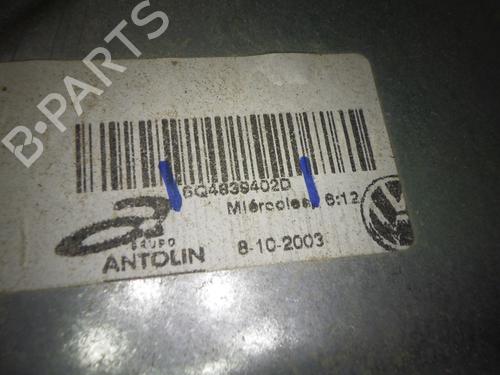 B-PARTS
6Q4839402D
Miércoles, 6:12
GRUPO
ANTOLIN
8-10-2003